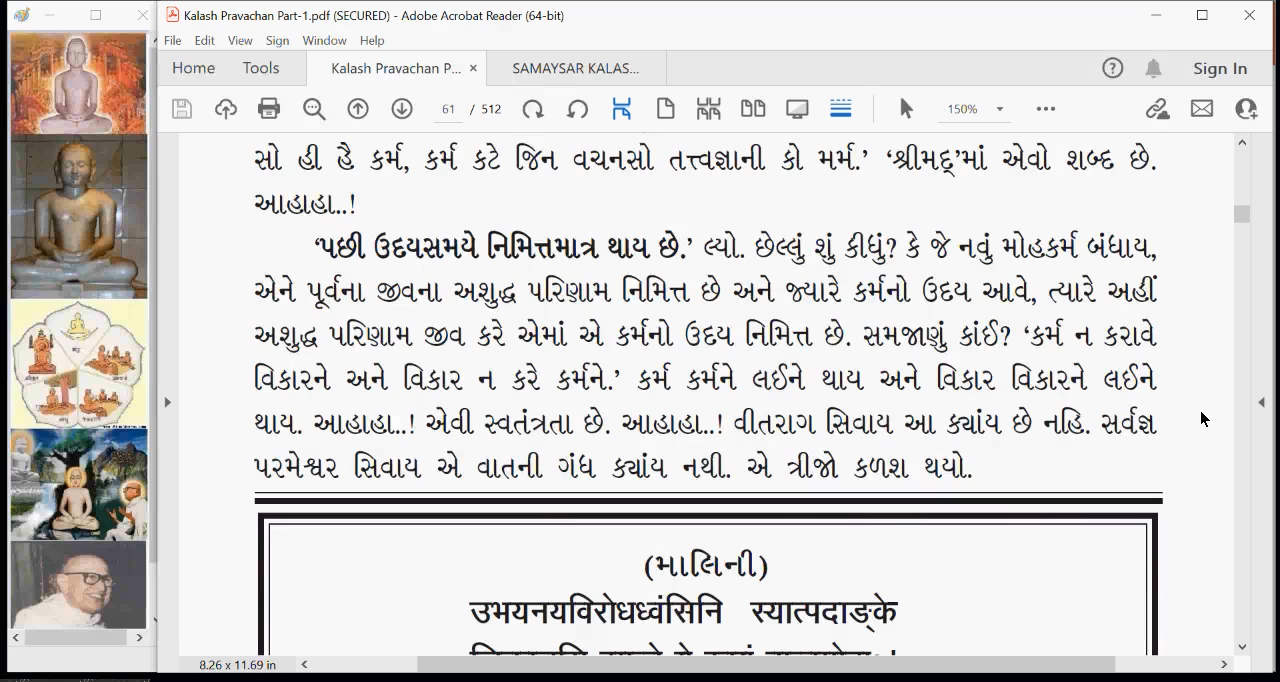 Kalash Pravachan Part-1.pdf (SECURED) - Adobe Acrobat Reader (64-bit)
File Edit View Sign Window Help
Home Tools Kalash Pravachan P... × SAMAYSAR KALAS... Sign In
61 / 512 150%
સો હી હૈ કર્મ, કર્મ કટે જિન વચનસો તત્ત્વજ્ઞાની કો મર્મ.’ ‘શ્રીમદ્’માં એવો શબ્દ છે.
આહાહા..!
‘પછી ઉદયસમયે નિમિત્તમાત્ર થાય છે.’ લ્યો. છેલ્લું શું કીધું? કે જે નવું મોહકર્મ બંધાય,
એને પૂર્વના જીવના અશુદ્ધ પરિણામ નિમિત્ત છે અને જ્યારે કર્મનો ઉદય આવે, ત્યારે અહીં
અશુદ્ધ પરિણામ જીવ કરે એમાં એ કર્મનો ઉદય નિમિત્ત છે. સમજાણું કાંઈ? ‘કર્મ ન કરાવે
વિકારને અને વિકાર ન કરે કર્મને.’ કર્મ કર્મને લઈને થાય અને વિકાર વિકારને લઈને
થાય. આહાહા..! એવી સ્વતંત્રતા છે. આહાહા..! વીતરાગ સિવાય આ ક્યાંય છે નહિ. સર્વજ્ઞ
પરમેશ્વર સિવાય એ વાતની ગંધ ક્યાંય નથી. એ ત્રીજો કળશ થયો.
(માલિની)
उभयनयविरोधध्वंसिनि स्यात्पदाङ्के
8.26 x 11.69 in